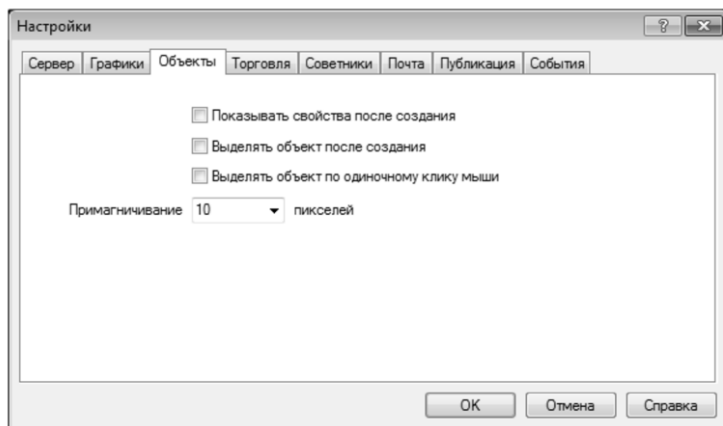 Настройки
Сервер Графики Объекты Торговля Советники Почта Публикация События
Показывать свойства после создания
Выделять объект после создания
Выделять объект по одиночному клику мыши
Примагничивание 10 пикселей
OK Отмена Справка